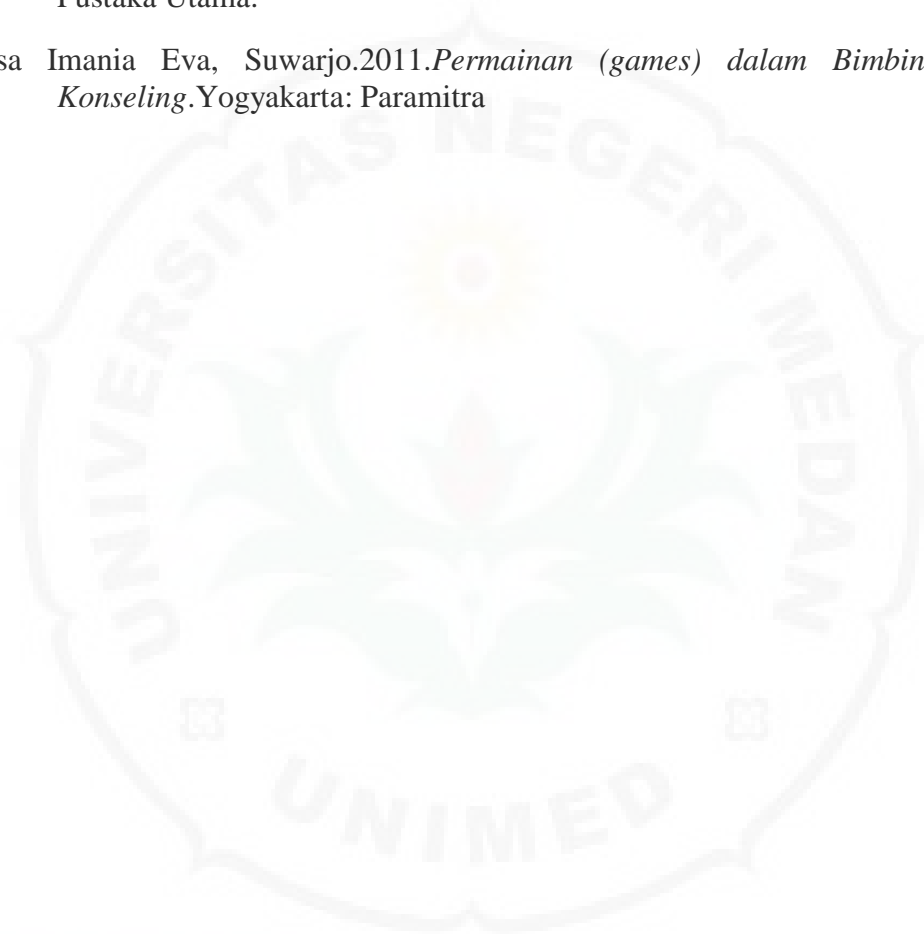 Pustaka Utama.
sa Imania Eva, Suwarjo.2011.Permainan (games) dalam Bimbin
Konseling.Yogyakarta: Paramitra
UNIVERSITAS NEGERI MEDAN
UNIMED